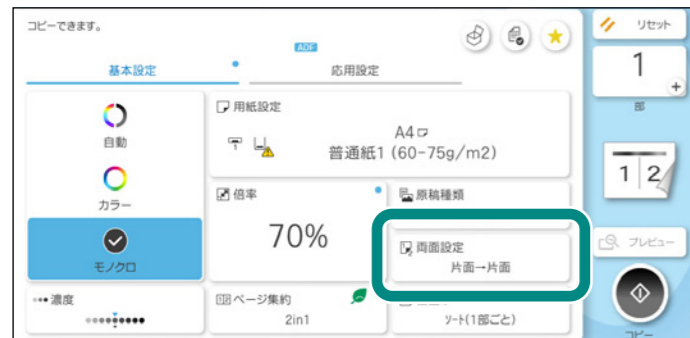 コピーできます。
リセット
ADF
基本設定
応用設定
1
部
自動
カラー
モノクロ
用紙設定
A4
普通紙1 (60-75g/m2)
倍率
70%
原稿種類
両面設定
片面→片面
濃度
ページ集約
2in1
ソート(1部ごと)
1 2
プレビュー
コピー